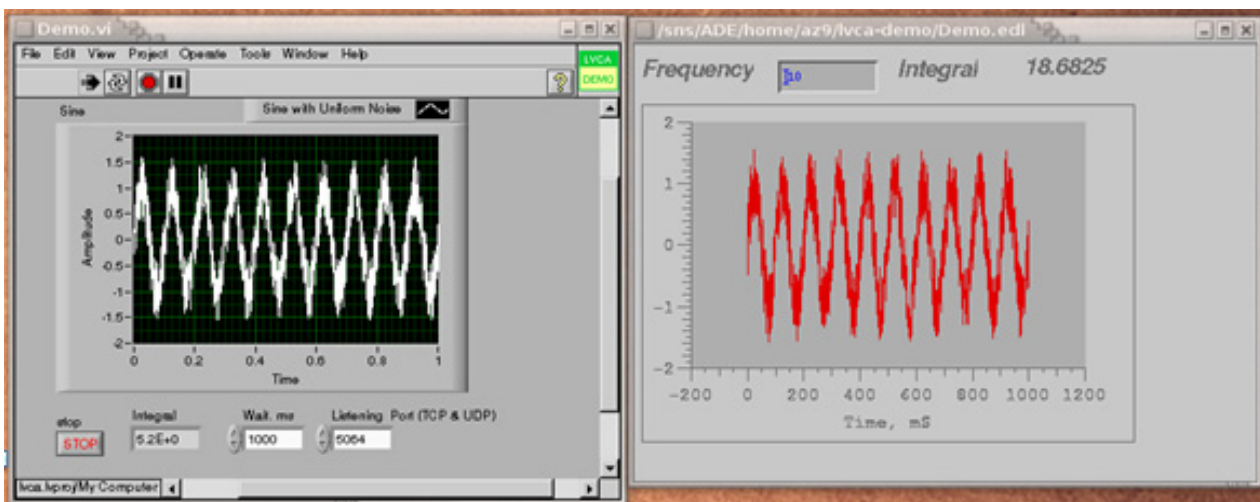 Demo.vi
File Edit View Project Operate Tools Window Help
LVCA
DEMO
Sine
Sine with Uniform Noise
Amplitude
2
1.5
1
0.5
0
-0.5
-1
-1.5
-2
0 0.2 0.4 0.6 0.8 1
Time
stop
STOP
Integral
5.2E+0
Wait. ms
1000
Listening Port (TCP & UDP)
5064
lvca.lvproj/My Computer
/sns/ADE/home/az9/lvca-demo/Demo.edl
Frequency 10 Integral 18.6825
2
1
0
-1
-2
-200 0 200 400 600 800 1000 1200
Time, mS